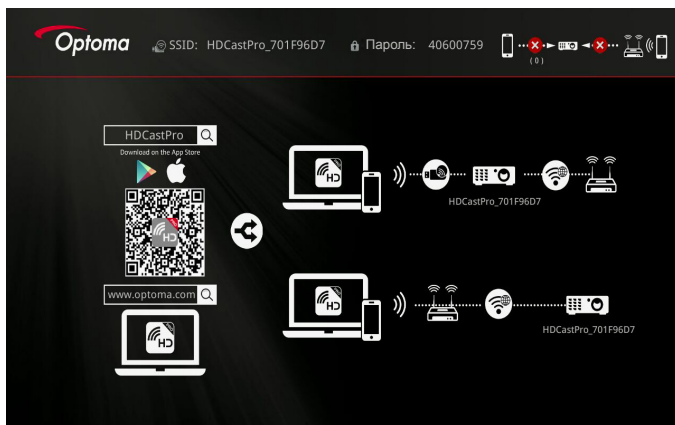 Optoma
SSID: HDCastPro_701F96D7
Пароль: 40600759
(0)
HDCastPro
Download on the App Store
HD
HD
www.optoma.com
HD
HDCastPro_701F96D7
HD
HDCastPro_701F96D7